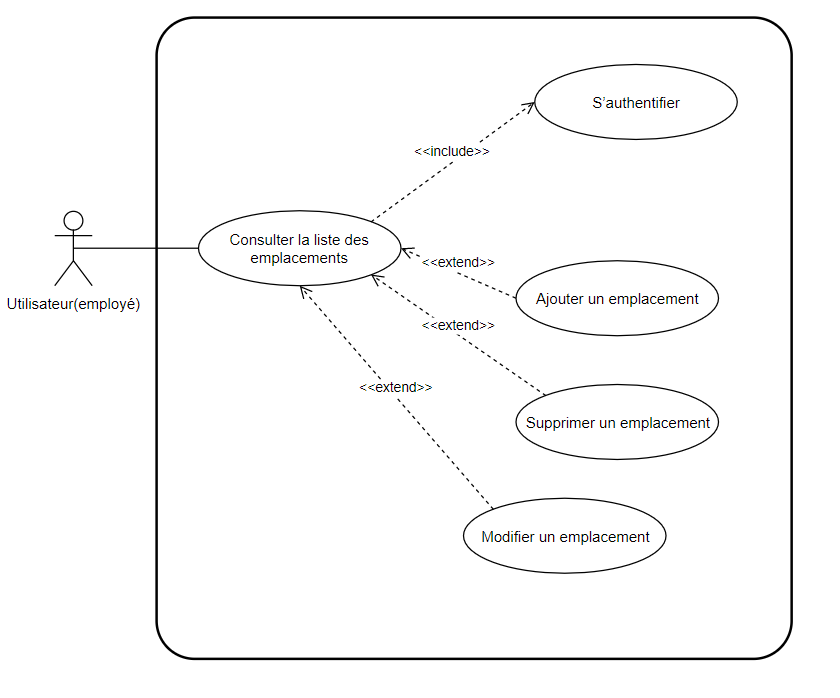 S'authentifier
<<include>>
Consulter la liste des
emplacements
<<extend>>
Ajouter un emplacement
Utilisateur(employé)
<<extend>>
<<extend>>
Supprimer un emplacement
Modifier un emplacement